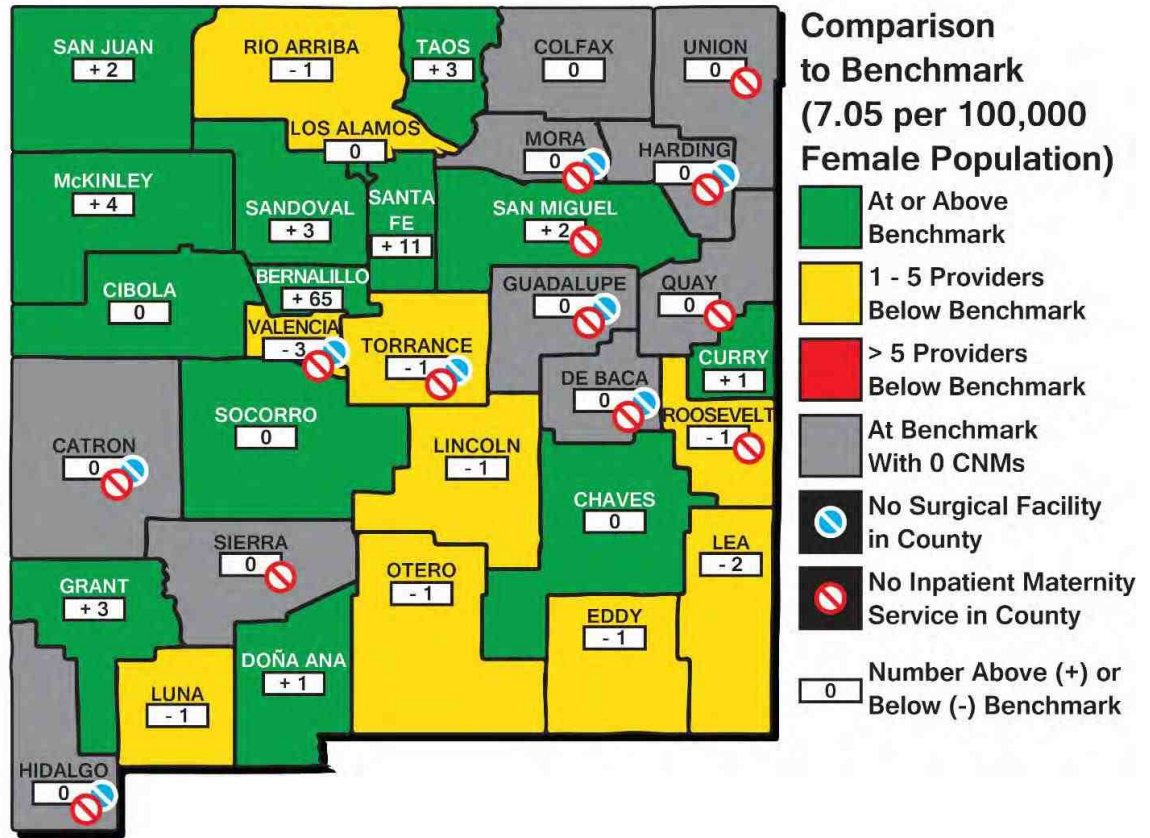 SAN JUAN
+ 2
RIO ARRIBA
- 1
TAOS
+ 3
COLFAX
0
UNION
0
LOS ALAMOS
0
MORA
0
HARDING
0
McKINLEY
+ 4
SANDOVAL
+ 3
SANTA
FE
+ 11
SAN MIGUEL
+ 2
CIBOLA
0
BERNALILLO
+ 65
GUADALUPE
0
QUAY
0
VALENCIA
- 3
TORRANCE
- 1
CURRY
+ 1
DE BACA
0
ROOSEVELT
- 1
SOCORRO
0
CATRON
0
LINCOLN
- 1
CHAVES
0
SIERRA
0
LEA
- 2
OTERO
- 1
GRANT
+ 3
EDDY
- 1
DOÑA ANA
+ 1
LUNA
- 1
HIDALGO
0
Comparison
to Benchmark
(7.05 per 100,000
Female Population)
At or Above
Benchmark
1 - 5 Providers
Below Benchmark
> 5 Providers
Below Benchmark
At Benchmark
With 0 CNMs
No Surgical Facility
in County
No Inpatient Maternity
Service in County
0
Number Above (+) or
Below (-) Benchmark